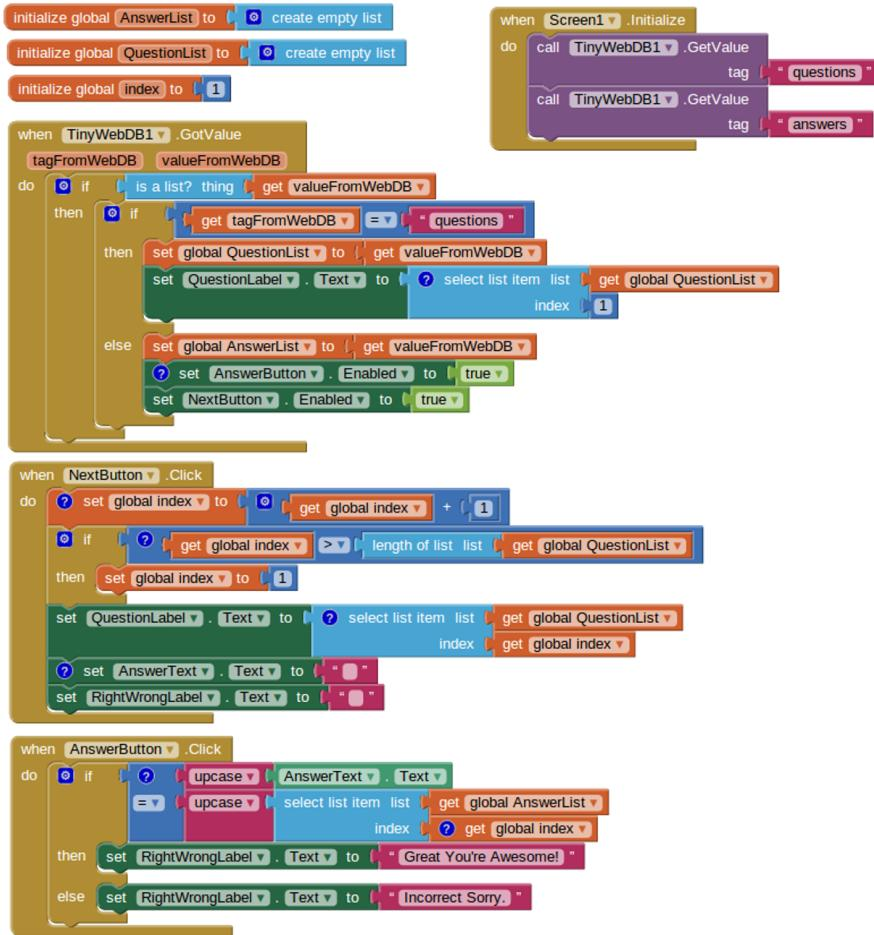 initialize global AnswerList to create empty list
initialize global QuestionList to create empty list
initialize global index to 1
when Screen1 .Initialize
do call TinyWebDB1 .GetValue
tag " questions "
call TinyWebDB1 .GetValue
tag " answers "
when TinyWebDB1 .GotValue
tagFromWebDB valueFromWebDB
do if is a list? thing get valueFromWebDB
then if get tagFromWebDB = " questions "
then set global QuestionList to get valueFromWebDB
set QuestionLabel . Text to ? select list item list get global QuestionList
index 1
else set global AnswerList to get valueFromWebDB
? set AnswerButton . Enabled to true
set NextButton . Enabled to true
when NextButton .Click
do ? set global index to get global index + 1
if ? get global index > length of list list get global QuestionList
then set global index to 1
set QuestionLabel . Text to ? select list item list get global QuestionList
index get global index
? set AnswerText . Text to " "
set RightWrongLabel . Text to " "
when AnswerButton .Click
do if ? upcase AnswerText . Text
= upcase select list item list get global AnswerList
index ? get global index
then set RightWrongLabel . Text to " Great You're Awesome! "
else set RightWrongLabel . Text to " Incorrect Sorry. "